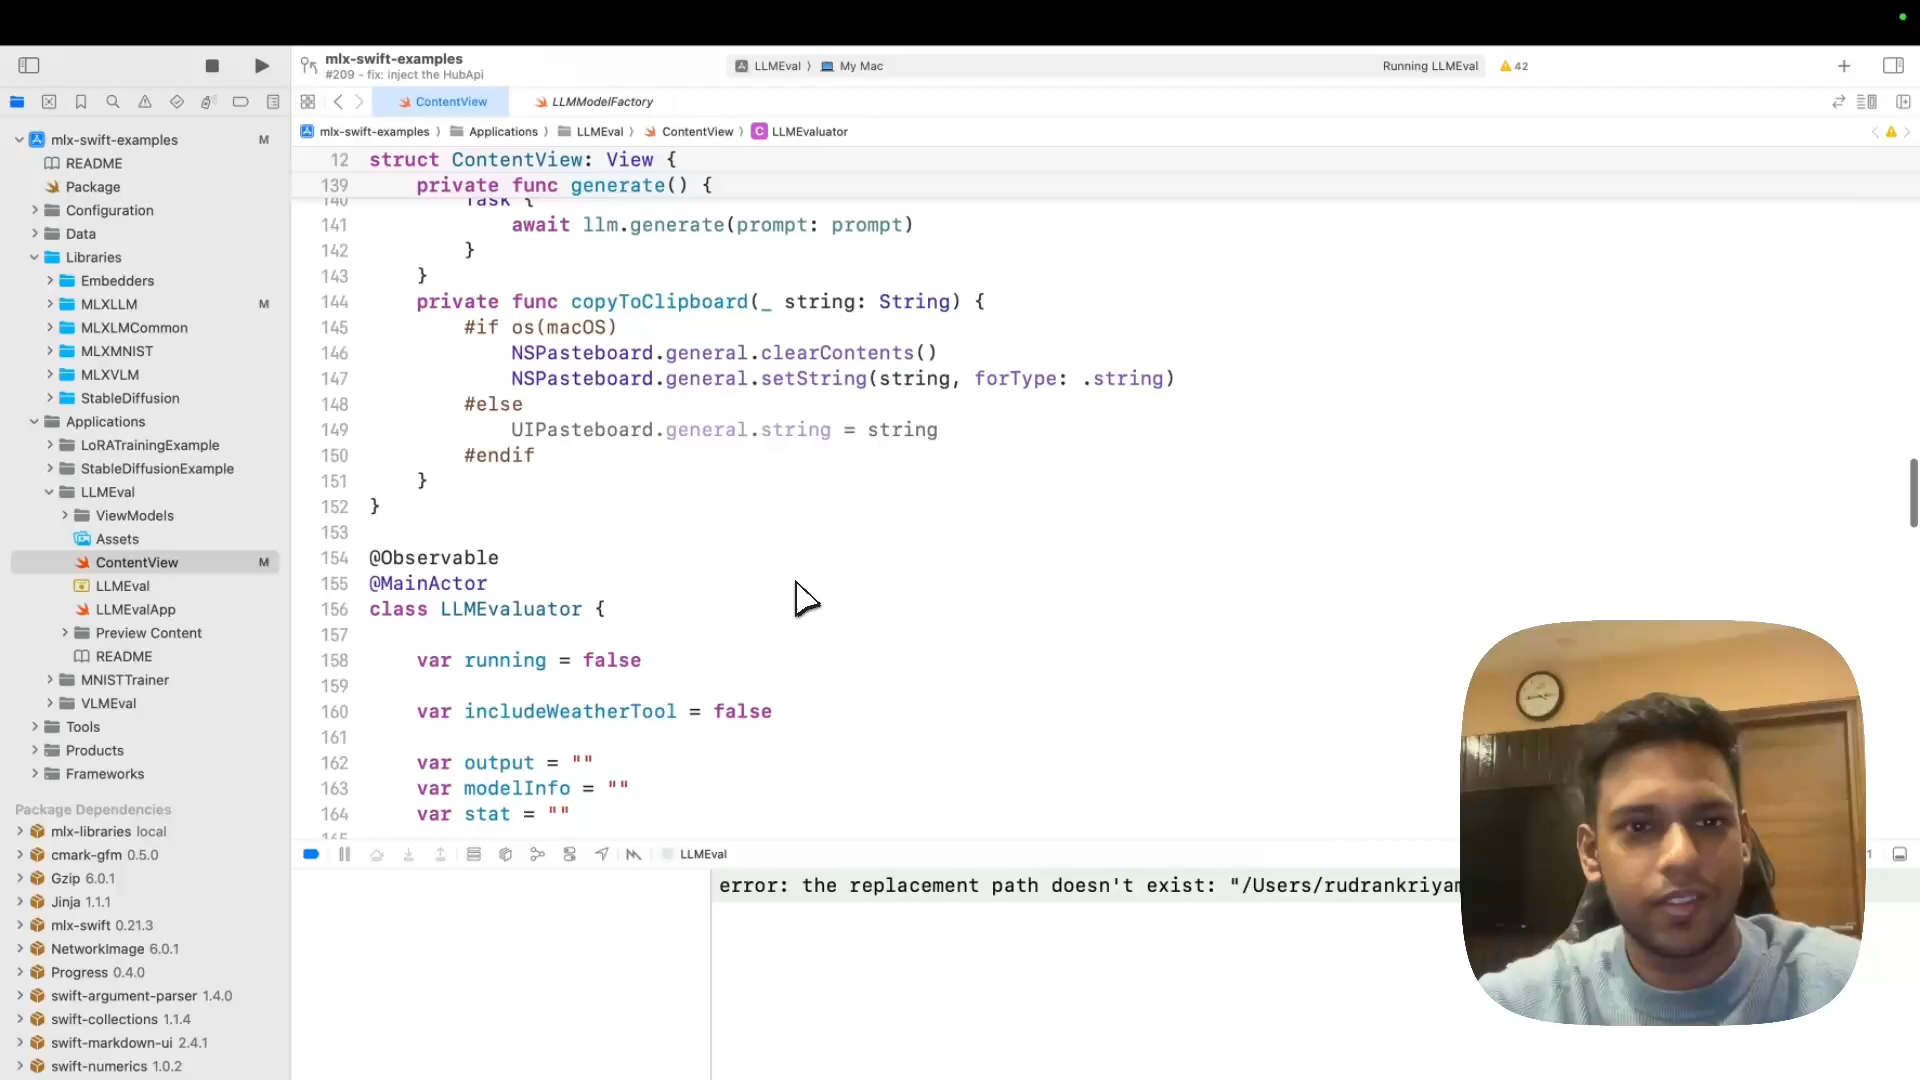 mlx-swift-examples
#209 - fix: inject the HubApi
LLMEval 〉 My Mac
Running LLMEval
42
ContentView
LLMModelFactory
mlx-swift-examples 〉 Applications 〉 LLMEval 〉 ContentView 〉 C LLMEvaluator
mlx-swift-examples M
README
Package
Configuration
Data
Libraries
Embedders
MLXLLM M
MLXLMCommon
MLXMNIST
MLXVLM
StableDiffusion
Applications
LoRATrainingExample
StableDiffusionExample
LLMEval
ViewModels
Assets
ContentView M
LLMEval
LLMEvalApp
Preview Content
README
MNISTTrainer
VLMEval
Tools
Products
Frameworks
Package Dependencies
mlx-libraries local
cmark-gfm 0.5.0
Gzip 6.0.1
Jinja 1.1.1
mlx-swift 0.21.3
NetworkImage 6.0.1
Progress 0.4.0
swift-argument-parser 1.4.0
swift-collections 1.1.4
swift-markdown-ui 2.4.1
swift-numerics 1.0.2
12 struct ContentView: View {
139 private func generate() {
140 Task {
141 await llm.generate(prompt: prompt)
142 }
143 }
144 private func copyToClipboard(_ string: String) {
145 #if os(macOS)
146 NSPasteboard.general.clearContents()
147 NSPasteboard.general.setString(string, forType: .string)
148 #else
149 UIPasteboard.general.string = string
150 #endif
151 }
152 }
153
154 @Observable
155 @MainActor
156 class LLMEvaluator {
157
158 var running = false
159
160 var includeWeatherTool = false
161
162 var output = ""
163 var modelInfo = ""
164 var stat = ""
165
LLMEval
error: the replacement path doesn't exist: "/Users/rudrankriyam